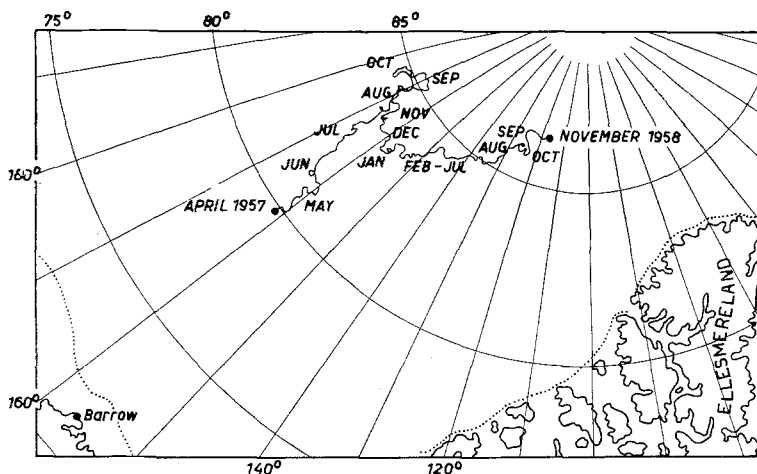 75° 80° 85°
OCT
SEP
AUG
NOV
JUL
DEC
SEP
NOVEMBER 1958
AUG
JAN
OCT
FEB - JUL
JUN
160°
APRIL 1957
MAY
ELLESMERELAND
160°
Barrow
140° 120°